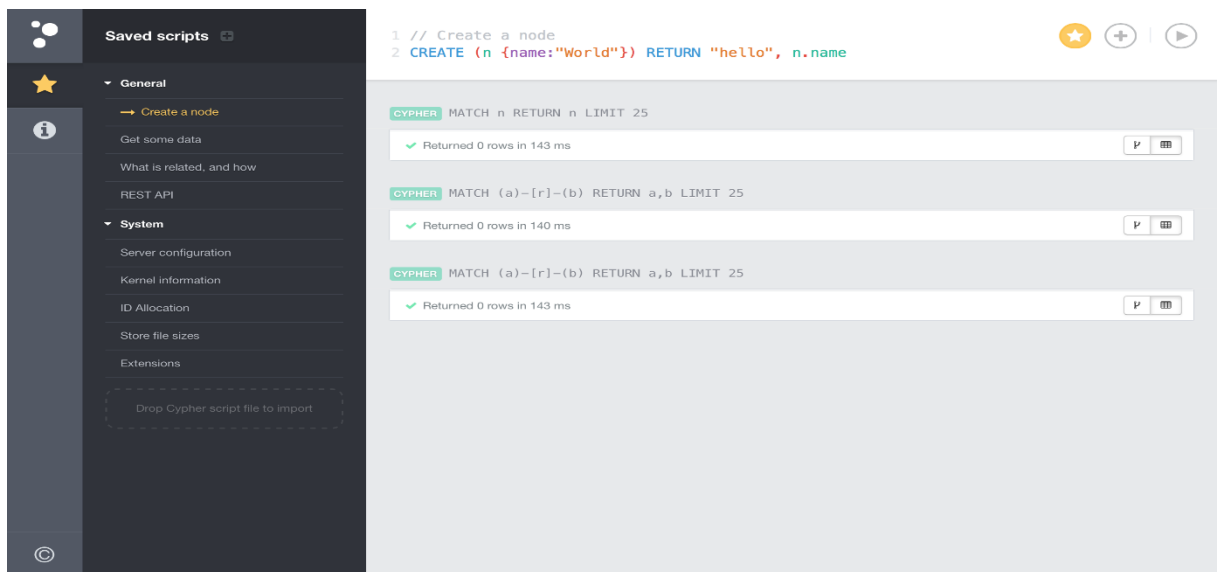 Saved scripts
General
Create a node
Get some data
What is related, and how
REST API
System
Server configuration
Kernel information
ID Allocation
Store file sizes
Extensions
Drop Cypher script file to import
1 // Create a node
2 CREATE (n {name:"World"}) RETURN "hello", n.name
CYPHER MATCH n RETURN n LIMIT 25
Returned 0 rows in 143 ms
CYPHER MATCH (a)-[r]-(b) RETURN a,b LIMIT 25
Returned 0 rows in 140 ms
CYPHER MATCH (a)-[r]-(b) RETURN a,b LIMIT 25
Returned 0 rows in 143 ms
©